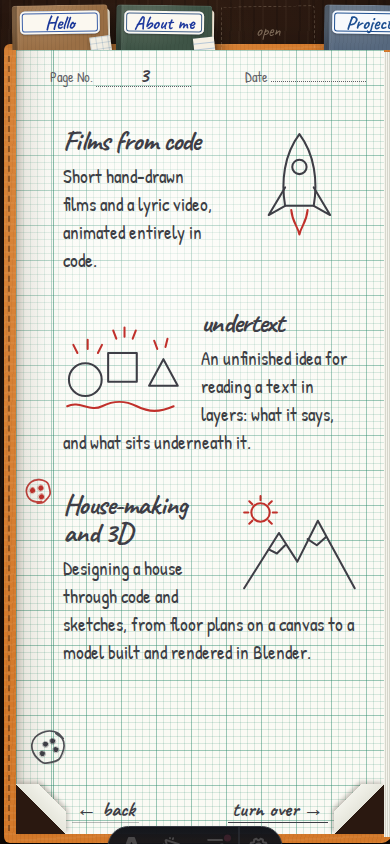 Hello
About me
open
Project
Page No. 3
Date
Films from code
Short hand-drawn
films and a lyric video,
animated entirely in
code.
undertext
An unfinished idea for
reading a text in
layers: what it says,
and what sits underneath it.
House-making
and 3D
Designing a house
through code and
sketches, from floor plans on a canvas to a
model built and rendered in Blender.
← back
turn over →